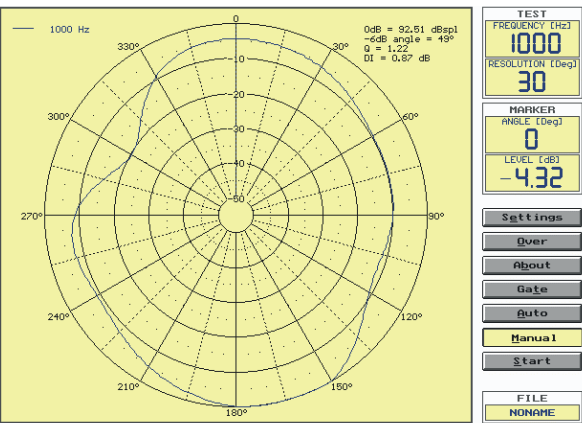 1000 Hz
0dB = 92.51 dBspl
-6dB angle = 49°
Q = 1.22
DI = 0.87 dB
0
330°
30°
-10
300°
-20
60°
-30
-40
-50
270°
90°
240°
120°
210°
150°
180°
TEST
FREQUENCY [Hz]
1000
RESOLUTION [Deg]
30
MARKER
ANGLE [Deg]
0
LEVEL [dB]
-4.32
Settings
Over
About
Gate
Auto
Manual
Start
FILE
NONAME